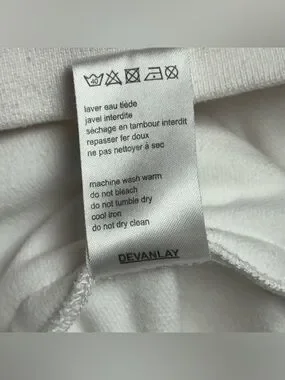 40
laver eau tiède
javel interdite
séchage en tambour interdit
repasser fer doux
ne pas nettoyer à sec
machine wash warm
do not bleach
do not tumble dry
cool iron
do not dry clean
DEVANLAY